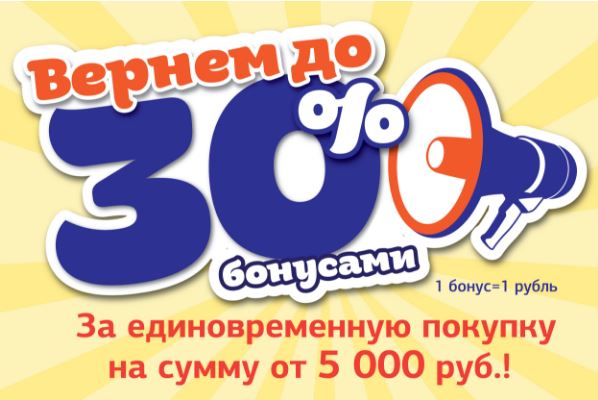 Вернем до
30%
бонусами
1 бонус=1 рубль
За единовременную покупку
на сумму от 5 000 руб.!